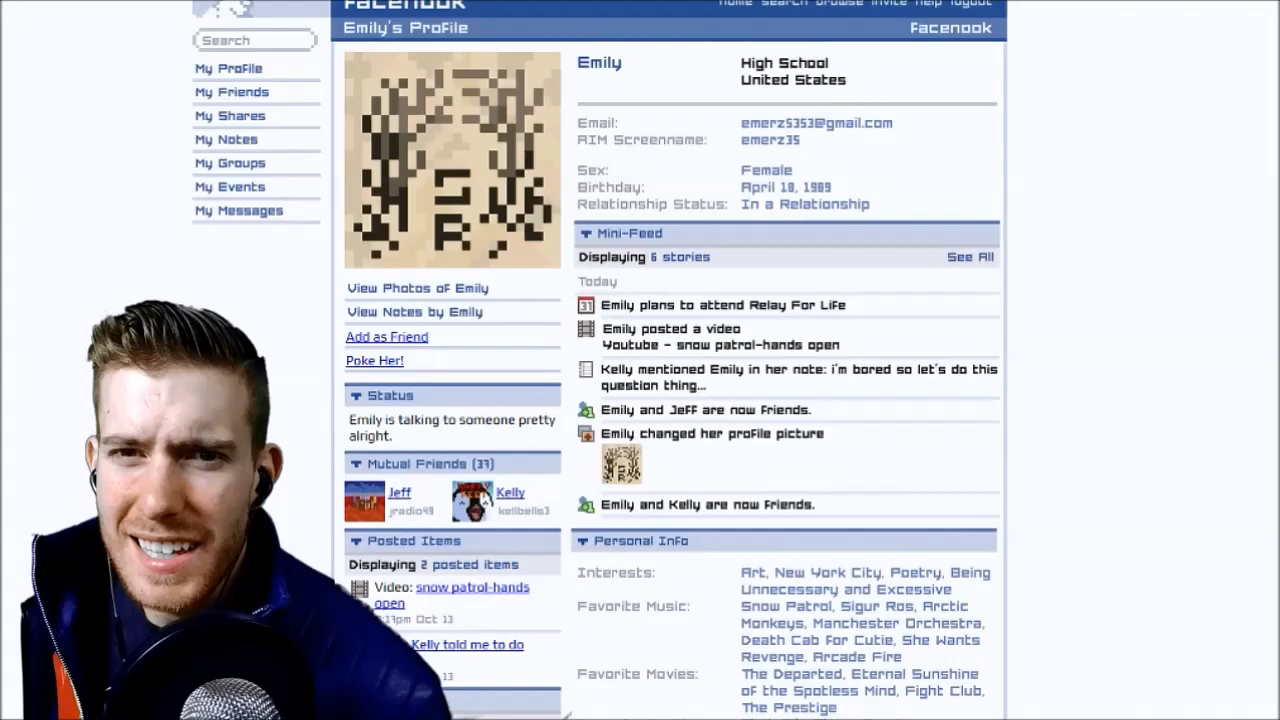 Facenook
home search browse invite help logout
Emily's Profile
Facenook
Search
My Profile
My Friends
My Shares
My Notes
My Groups
My Events
My Messages
S
R
View Photos of Emily
View Notes by Emily
Add as Friend
Poke Her!
Status
Emily is talking to someone pretty
alright.
Mutual Friends (37)
Jeff
jradio49
Kelly
kellbells3
Posted Items
Displaying 2 posted items
Video: snow patrol-hands
open
:17pm Oct 13
Kelly told me to do
13
Emily
High School
United States
Email: emerz5353@gmail.com
AIM Screenname: emerz35
Sex: Female
Birthday: April 18, 1989
Relationship Status: In a Relationship
Mini-Feed
Displaying 6 stories
See All
Today
31
Emily plans to attend Relay For Life
Emily posted a video
Youtube - snow patrol-hands open
Kelly mentioned Emily in her note: i'm bored so let's do this
question thing...
Emily and Jeff are now friends.
Emily changed her profile picture
Emily and Kelly are now friends.
Personal Info
Interests: Art, New York City, Poetry, Being
Unnecessary and Excessive
Favorite Music: Snow Patrol, Sigur Ros, Arctic
Monkeys, Manchester Orchestra,
Death Cab for Cutie, She Wants
Revenge, Arcade Fire
Favorite Movies: The Departed, Eternal Sunshine
of the Spotless Mind, Fight Club,
The Prestige